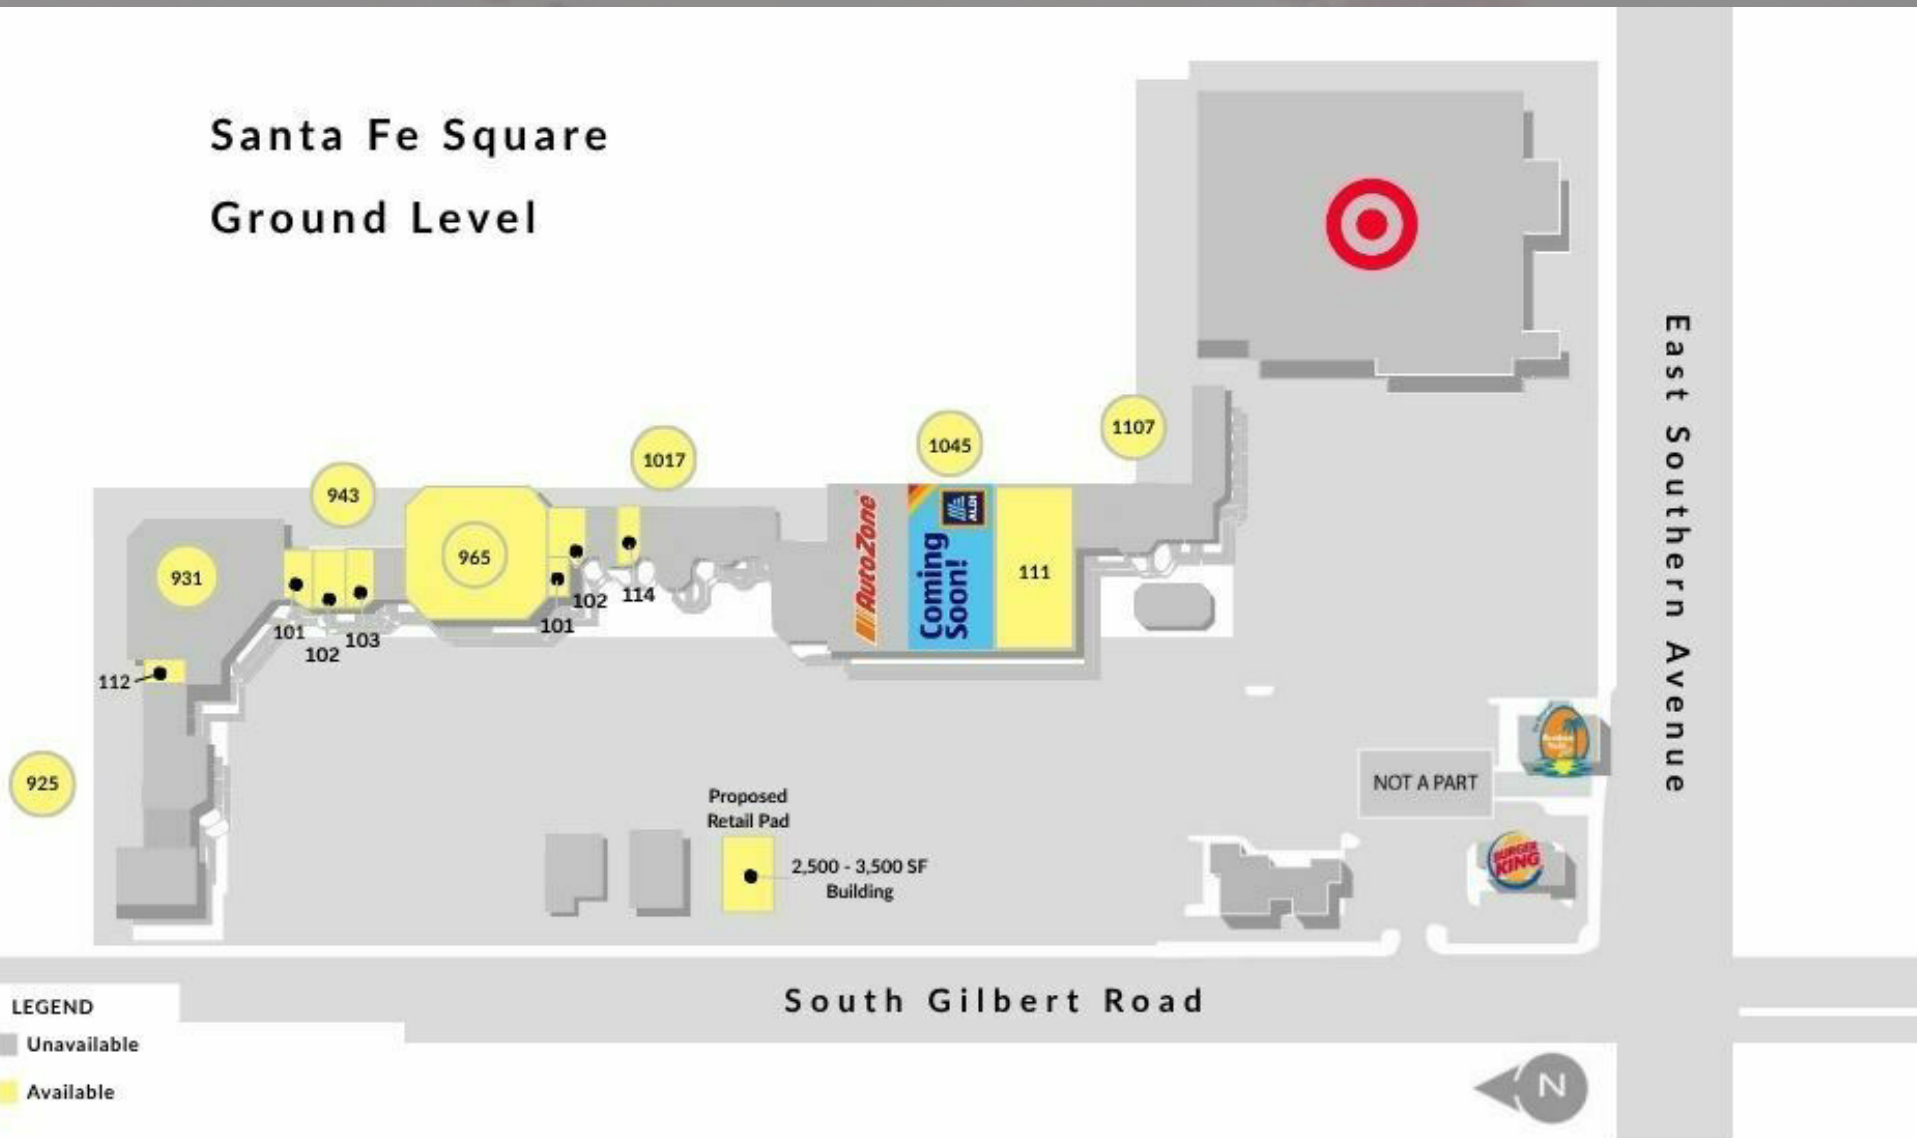 Santa Fe Square
Ground Level
East Southern Avenue
1107
1045
1017
943
965
931
AutoZone
ALDI
Coming
Soon!
111
102
114
101
101
102
103
112
925
NOT A PART
BURGER
KING
Proposed
Retail Pad
2,500 - 3,500 SF
Building
South Gilbert Road
LEGEND
Unavailable
Available
N